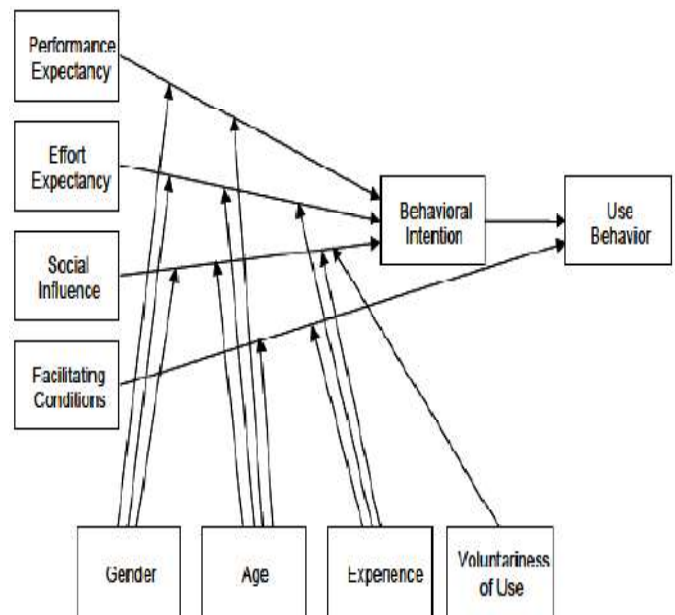 Performance
Expectancy
Effort
Expectancy
Social
Influence
Facilitating
Conditions
Behavioral
Intention
Use
Behavior
Gender
Age
Experience
Voluntariness
of Use